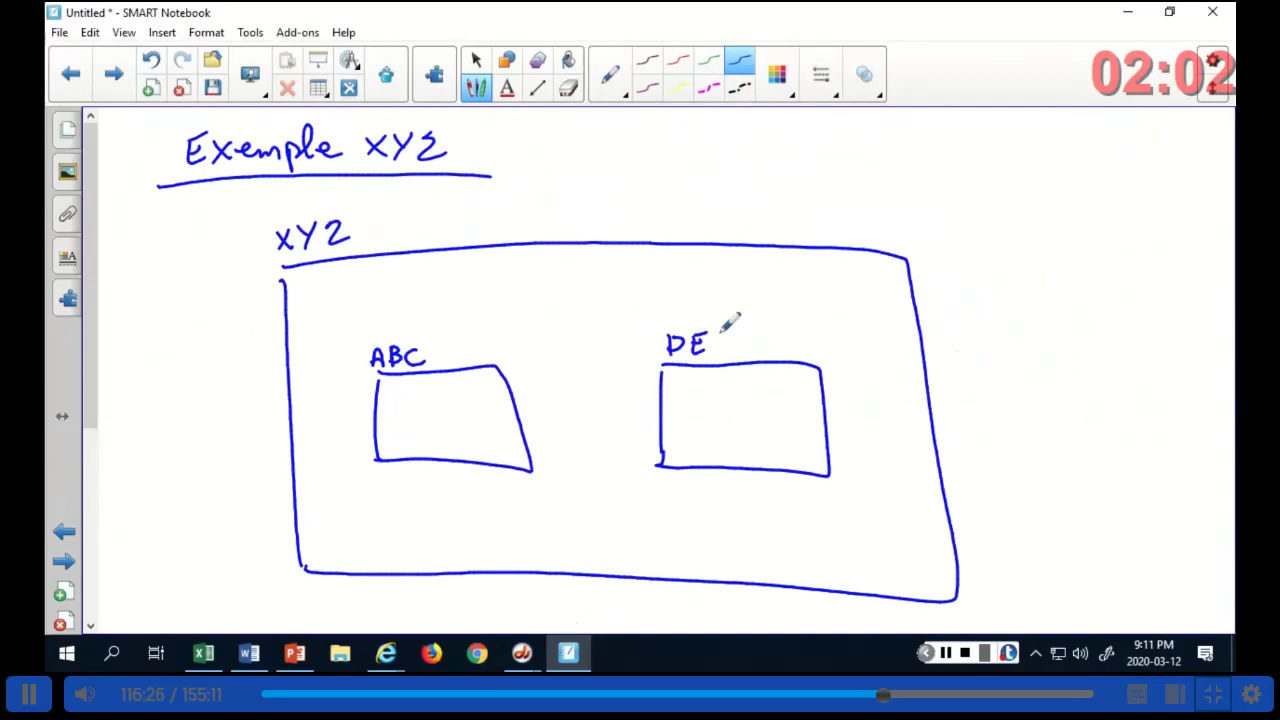 Untitled * - SMART Notebook
File Edit View Insert Format Tools Add-ons Help
02:02
Exemple XYZ
XYZ
ABC
DE
9:11 PM
2020-03-12
116:26 / 155:11